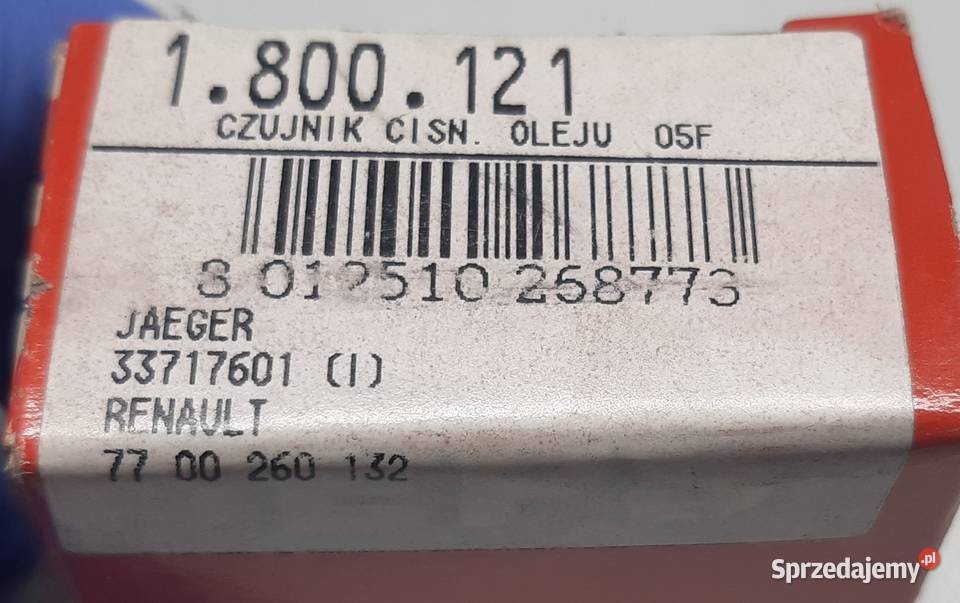 1.800.121
CZUJNIK CISN. OLEJU 05F
8 012510 268773
JAEGER
33717601 (I)
RENAULT
77 00 260 132
Sprzedajemy.pl